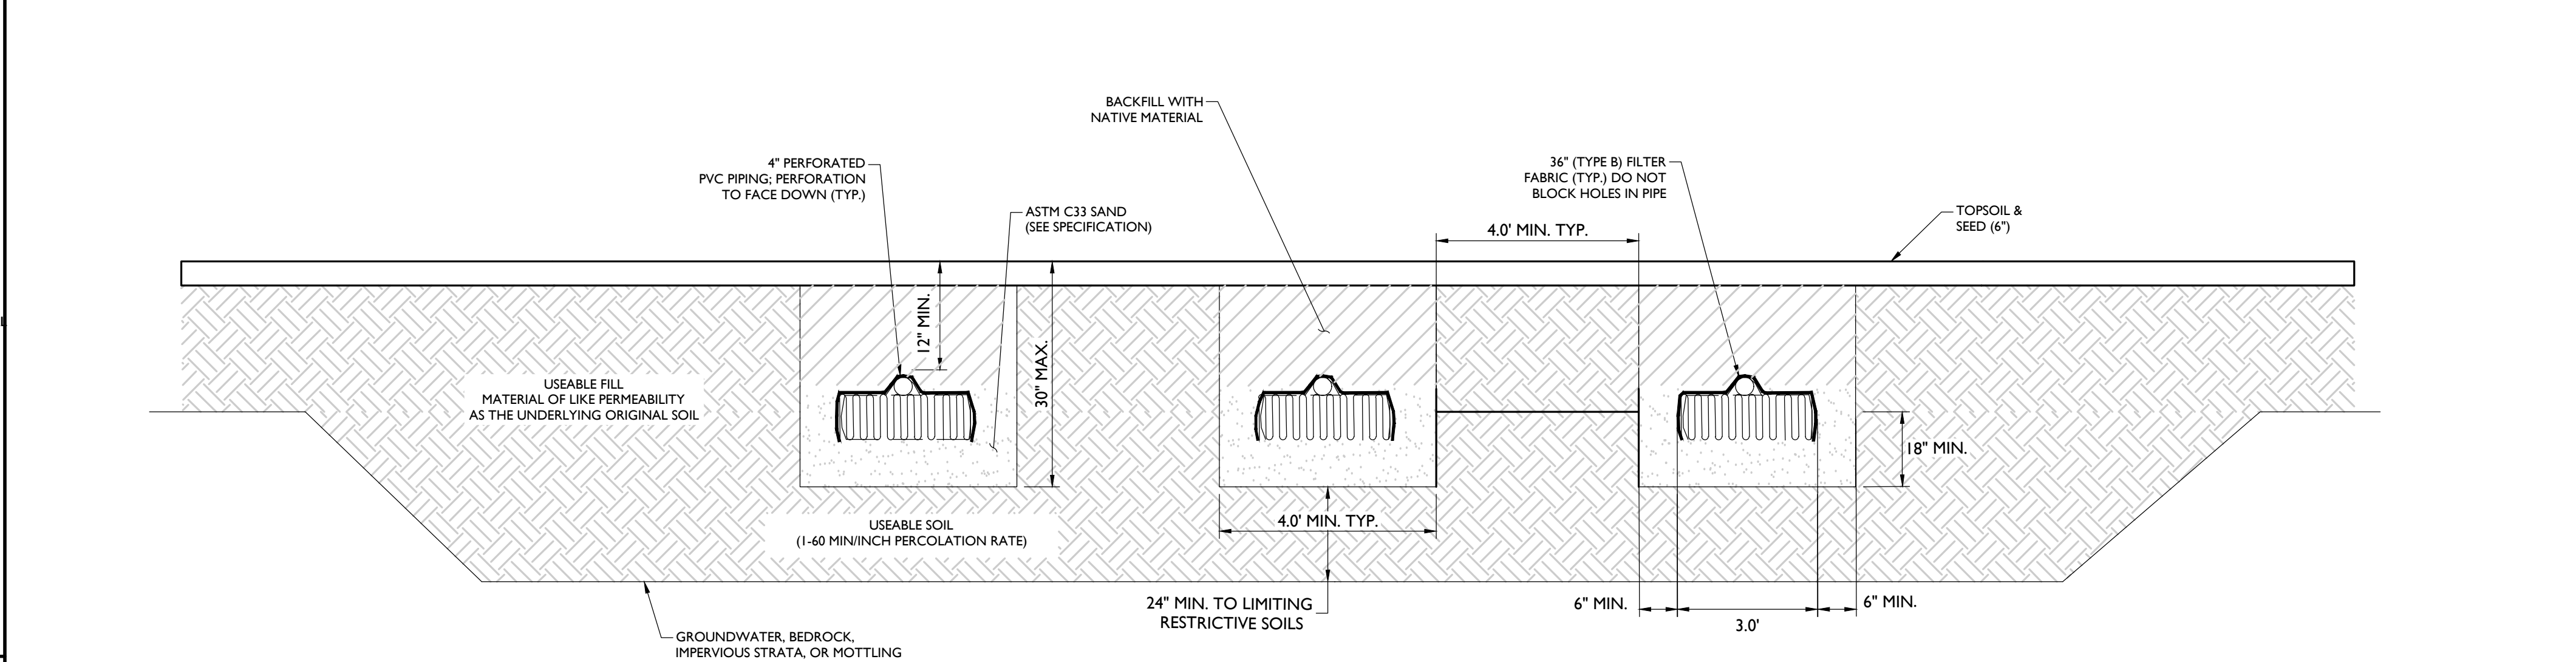 BACKFILL WITH
NATIVE MATERIAL
4" PERFORATED
PVC PIPING; PERFORATION
TO FACE DOWN (TYP.)
ASTM C33 SAND
(SEE SPECIFICATION)
36" (TYPE B) FILTER
FABRIC (TYP.) DO NOT
BLOCK HOLES IN PIPE
TOPSOIL &
SEED (6")
4.0' MIN. TYP.
12" MIN.
30" MAX.
USEABLE FILL
MATERIAL OF LIKE PERMEABILITY
AS THE UNDERLYING ORIGINAL SOIL
18" MIN.
USEABLE SOIL
(1-60 MIN/INCH PERCOLATION RATE)
4.0' MIN. TYP.
24" MIN. TO LIMITING
RESTRICTIVE SOILS
6" MIN.
3.0'
6" MIN.
GROUNDWATER, BEDROCK,
IMPERVIOUS STRATA, OR MOTTLING